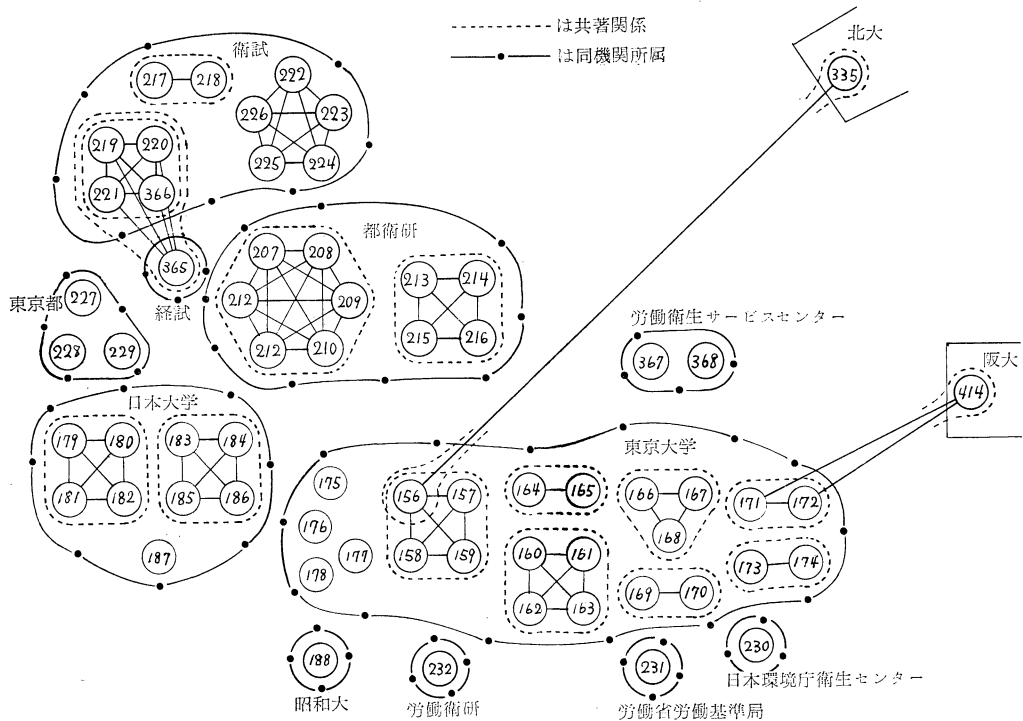 は共著関係
は同機関所属
北大
335
衛試
217 218
222
226 223
225 224
219 220
221 366
365
経試
都衛研
207 208
212 209
212 210
213 214
215 216
東京都
227
228 229
労働衛生サービスセンター
367 368
阪大
414
日本大学
179 180
181 182
183 184
185 186
187
東京大学
175
176
177
178
156 157
158 159
164 165
160 161
162 163
166 167
168
169 170
171 172
173 174
188
昭和大
232
労働衛研
231
労働省労働基準局
230
日本環境庁衛生センター